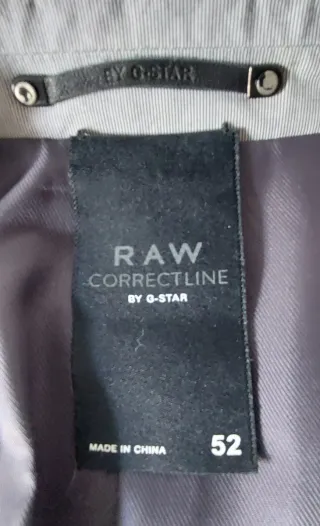 BY G-STAR
RAW
CORRECTLINE
BY G-STAR
MADE IN CHINA 52